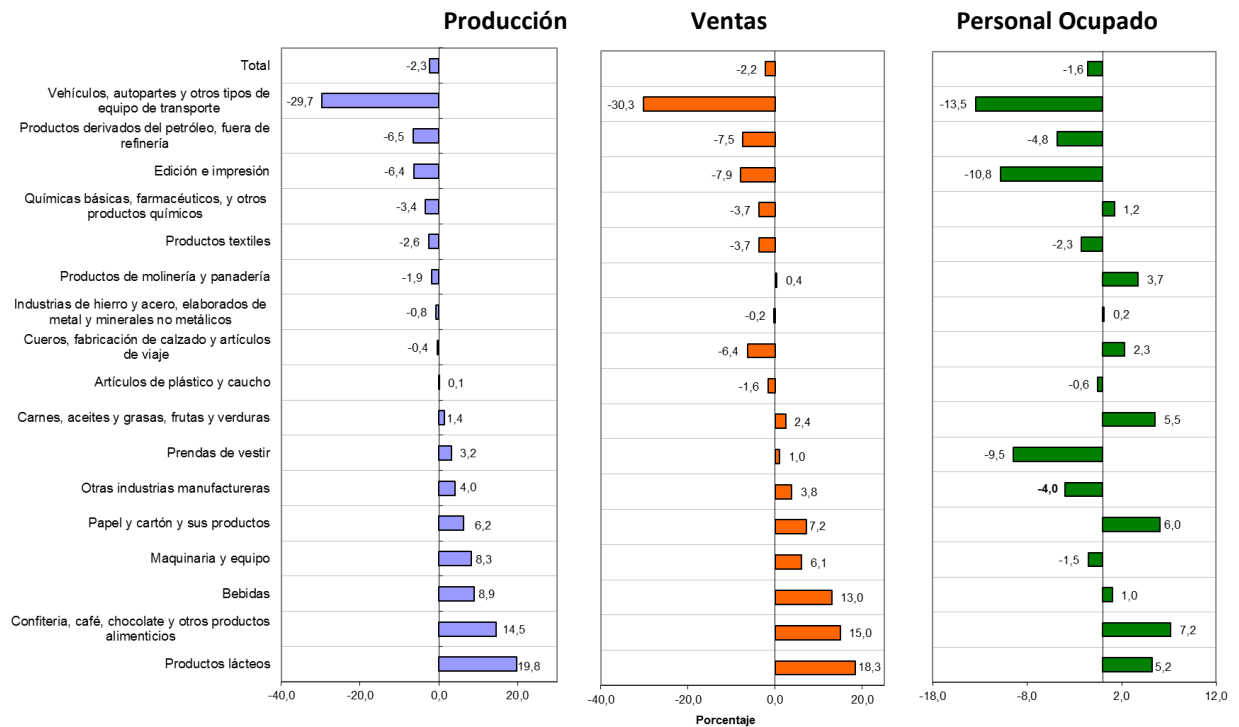 Producción Ventas Personal Ocupado
Total -2,3 -2,2 -1,6
Vehículos, autopartes y otros tipos de
equipo de transporte -29,7 -30,3 -13,5
Productos derivados del petróleo, fuera de
refinería -6,5 -7,5 -4,8
Edición e impresión -6,4 -7,9 -10,8
Químicas básicas, farmacéuticos, y otros
productos químicos -3,4 -3,7 1,2
Productos textiles -2,6 -3,7 -2,3
Productos de molinería y panadería -1,9 0,4 3,7
Industrias de hierro y acero, elaborados de
metal y minerales no metálicos -0,8 -0,2 0,2
Cueros, fabricación de calzado y artículos
de viaje -0,4 -6,4 2,3
Artículos de plástico y caucho 0,1 -1,6 -0,6
Carnes, aceites y grasas, frutas y verduras 1,4 2,4 5,5
Prendas de vestir 3,2 1,0 -9,5
Otras industrias manufactureras 4,0 3,8 -4,0
Papel y cartón y sus productos 6,2 7,2 6,0
Maquinaria y equipo 8,3 6,1 -1,5
Bebidas 8,9 13,0 1,0
Confiteria, café, chocolate y otros productos
alimenticios 14,5 15,0 7,2
Productos lácteos 19,8 18,3 5,2
-40,0 -20,0 0,0 20,0 -40,0 -20,0 0,0 20,0 -18,0 -8,0 2,0 12,0
Porcentaje